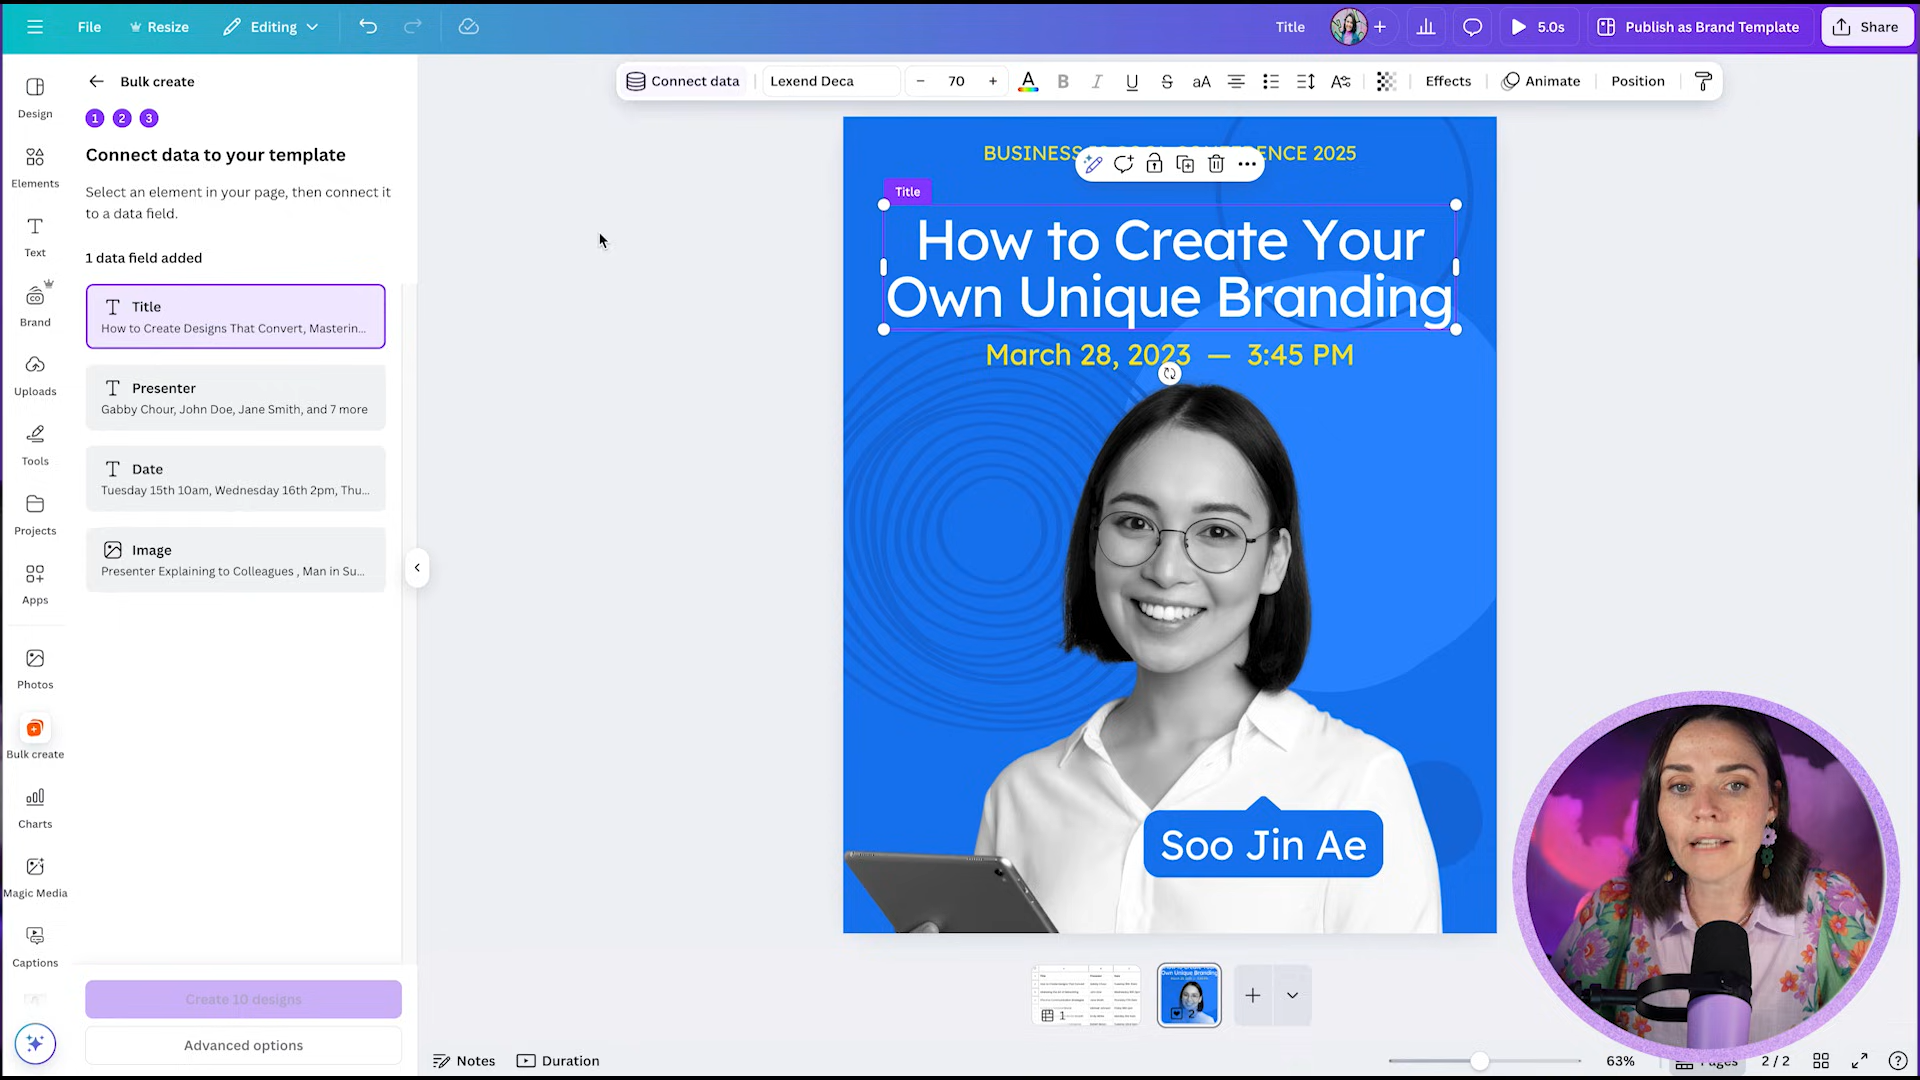 File
Resize
Editing
Title
5.0s
Publish as Brand Template
Share
Design
Elements
Text
Brand
Uploads
Tools
Projects
Apps
Photos
Bulk create
Charts
Magic Media
Captions
Bulk create
1 2 3
Connect data to your template
Select an element in your page, then connect it
to a data field.
1 data field added
Title
How to Create Designs That Convert, Masterin...
Presenter
Gabby Chour, John Doe, Jane Smith, and 7 more
Date
Tuesday 15th 10am, Wednesday 16th 2pm, Thu...
Image
Presenter Explaining to Colleagues , Man in Su...
Create 10 designs
Advanced options
Connect data
Lexend Deca
− 70 +
A B I U S aA
Effects
Animate
Position
BUSINESS
ENCE 2025
Title
How to Create Your
Own Unique Branding
March 28, 2023 — 3:45 PM
Soo Jin Ae
1
2
Notes
Duration
63%
Pages
2 / 2